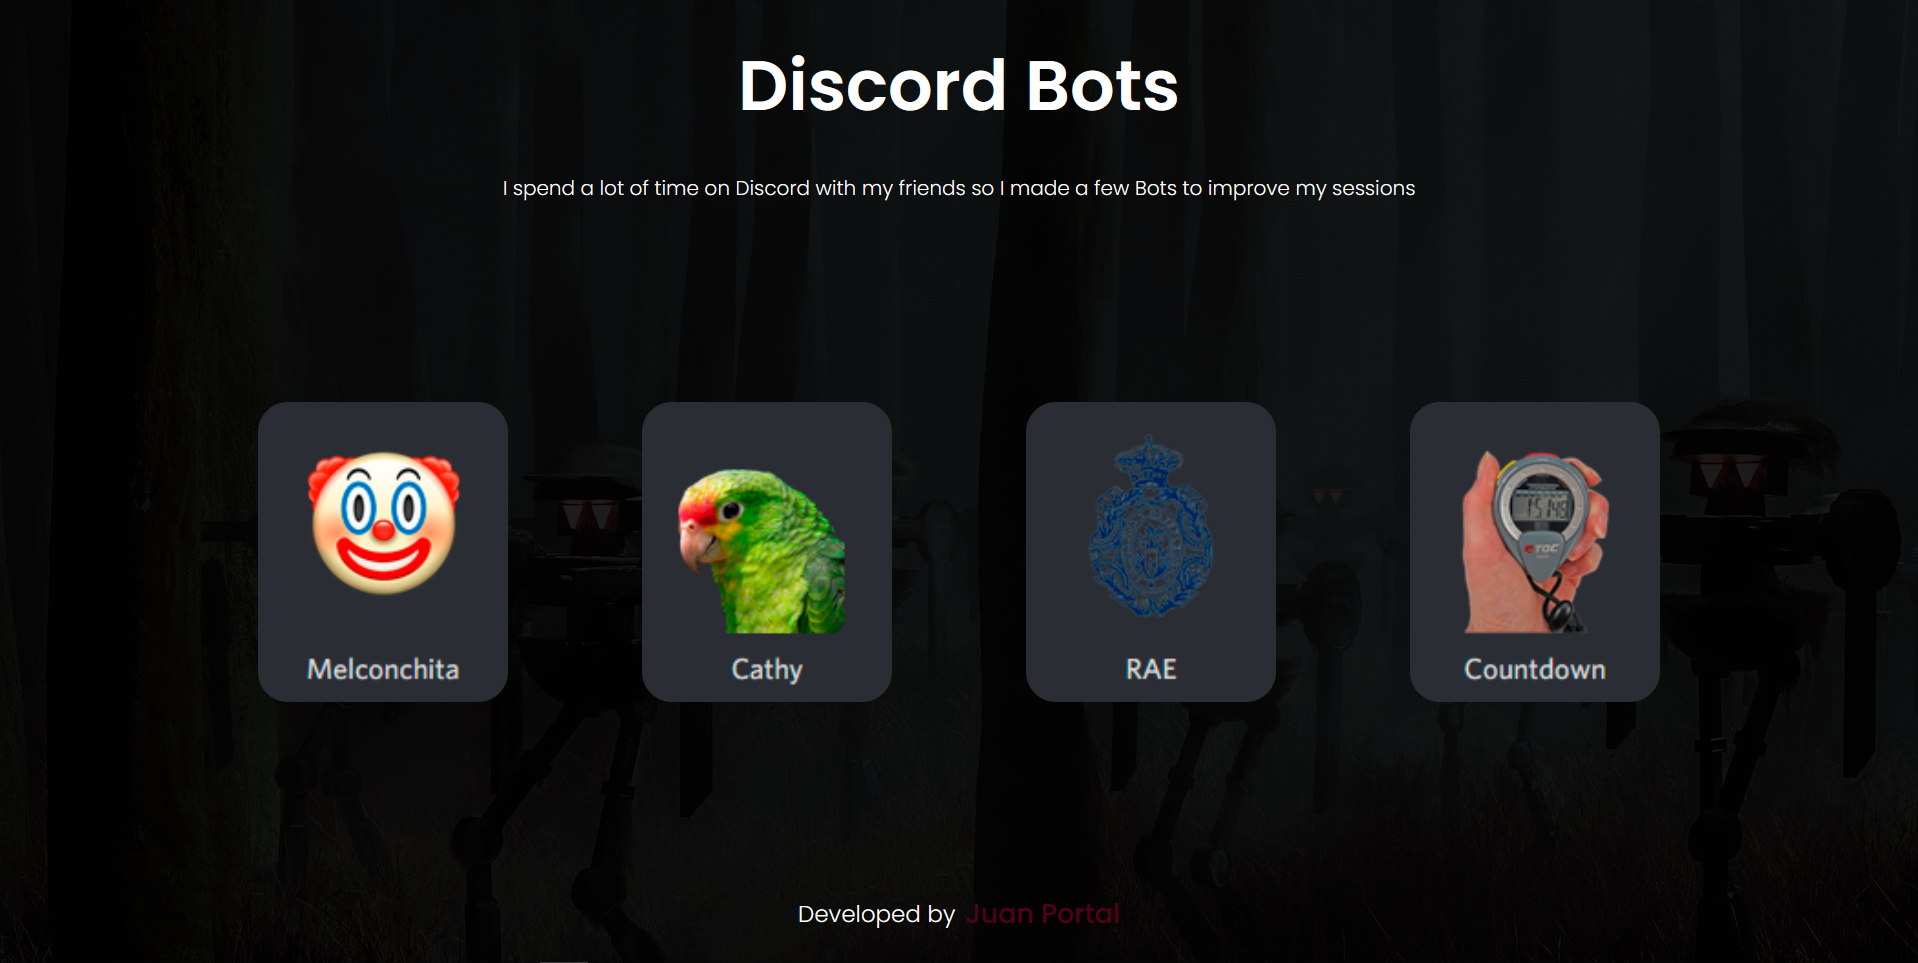 Discord Bots
I spend a lot of time on Discord with my friends so I made a few Bots to improve my sessions
Melconchita
Cathy
RAE
Countdown
Developed by Juan Portal